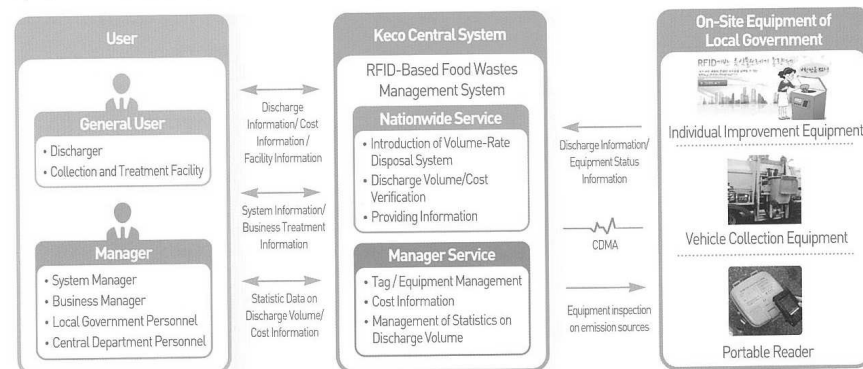 User
General User
• Discharger
• Collection and Treatment Facility
Manager
• System Manager
• Business Manager
• Local Government Personnel
• Central Department Personnel
Discharge
Information/ Cost
Information /
Facility Information
System Information/
Business Treatment
Information
Statistic Data on
Discharge Volume/
Cost Information
Keco Central System
RFID-Based Food Wastes
Management System
Nationwide Service
• Introduction of Volume-Rate
Disposal System
• Discharge Volume/Cost
Verification
• Providing Information
Manager Service
• Tag / Equipment Management
• Cost Information
• Management of Statistics on
Discharge Volume
Discharge Information/
Equipment Status
Information
CDMA
Equipment inspection
on emission sources
On-Site Equipment of
Local Government
Individual Improvement Equipment
Vehicle Collection Equipment
Portable Reader